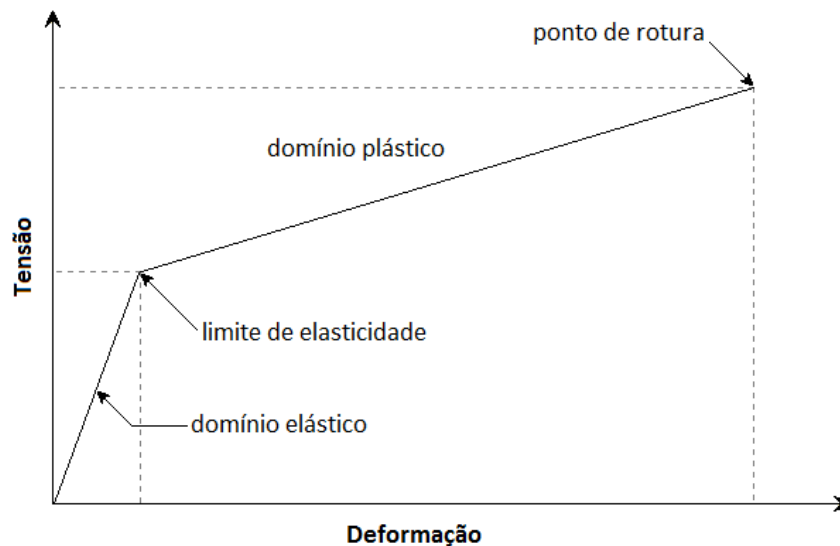 ponto de rotura
domínio plástico
Tensão
limite de elasticidade
domínio elástico
Deformação